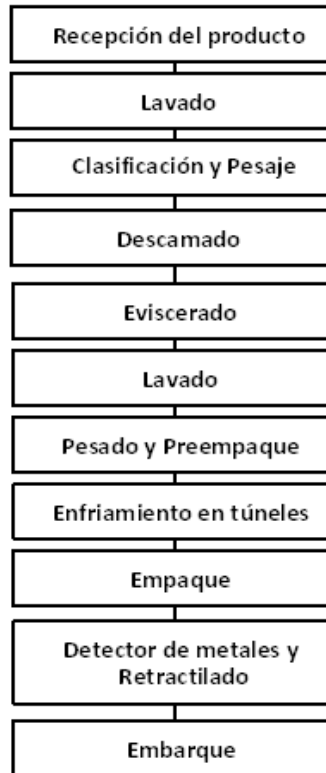 Recepción del producto
Lavado
Clasificación y Pesaje
Descamado
Eviscerado
Lavado
Pesado y Preempaque
Enfriamiento en túneles
Empaque
Detector de metales y
Retractilado
Embarque